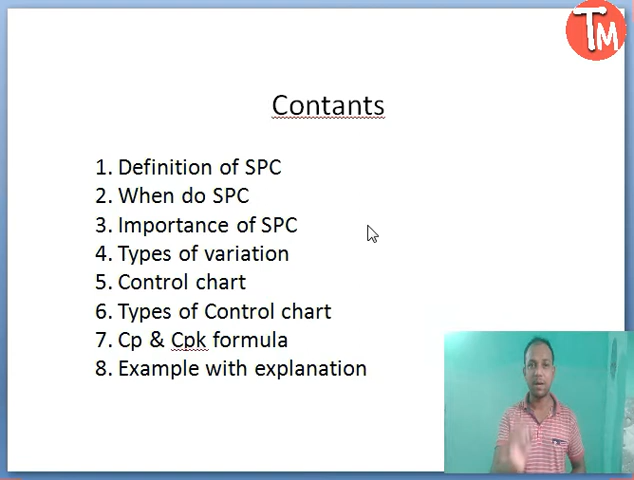 TM
Contants
1. Definition of SPC
2. When do SPC
3. Importance of SPC
4. Types of variation
5. Control chart
6. Types of Control chart
7. Cp & Cpk formula
8. Example with explanation